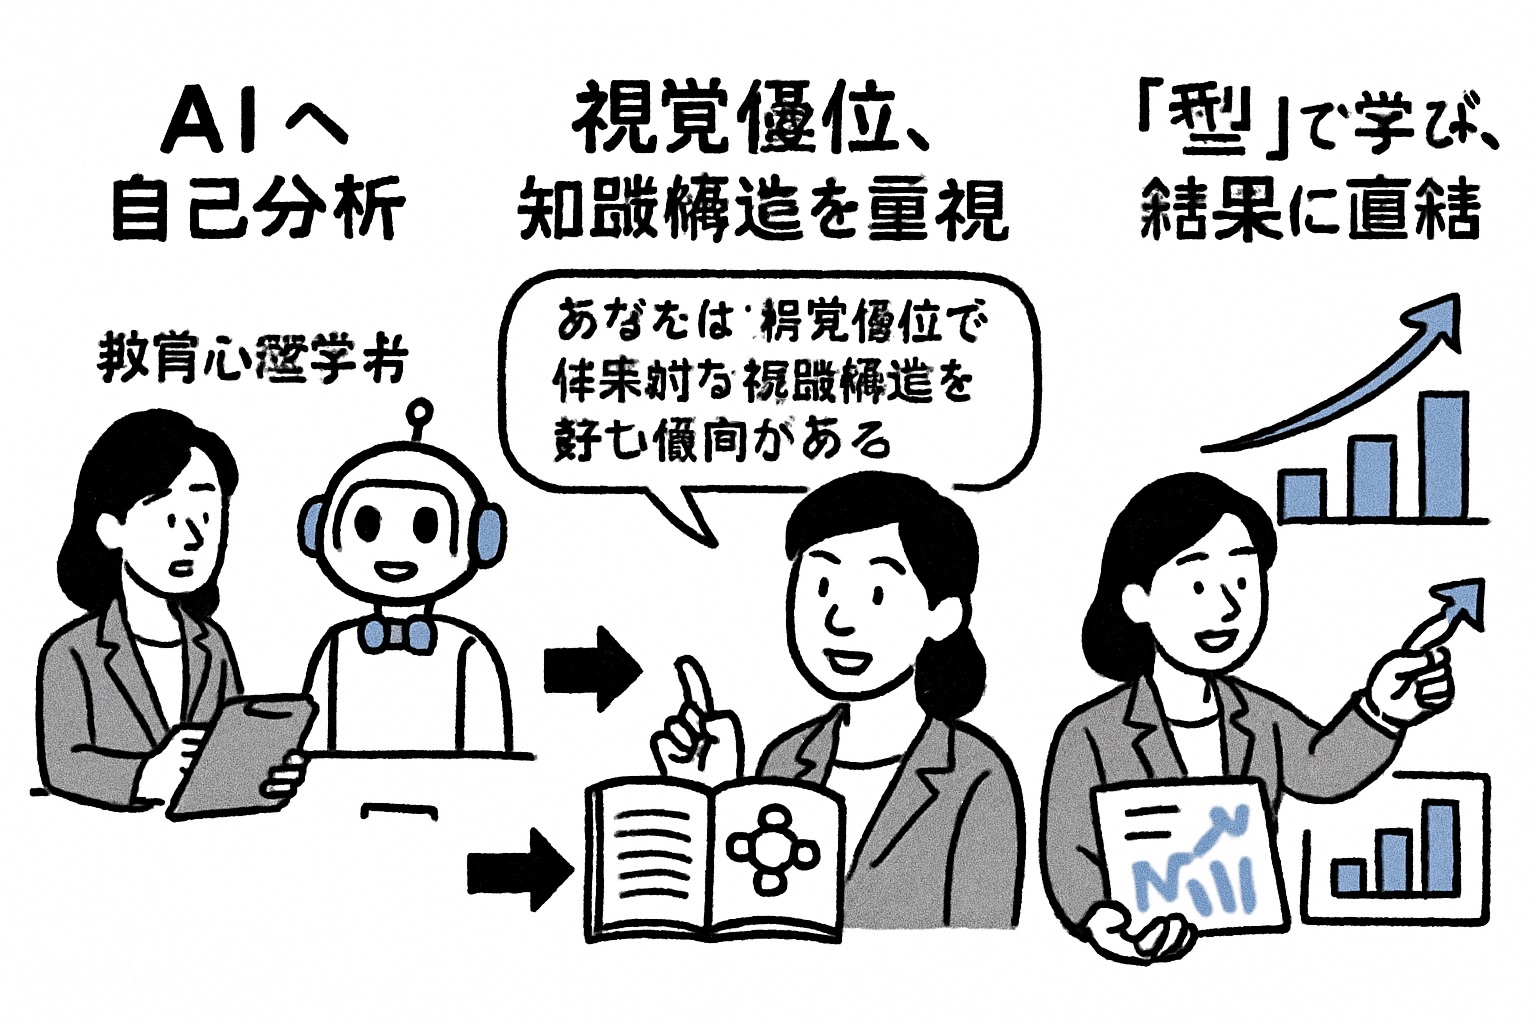 AIへ
自己分析
視覚優位、
知識構造を重視
「型」で学び、
結果に直結
教育心理学者
あなたは 視覚優位で
体系的な知識構造を
好む傾向がある